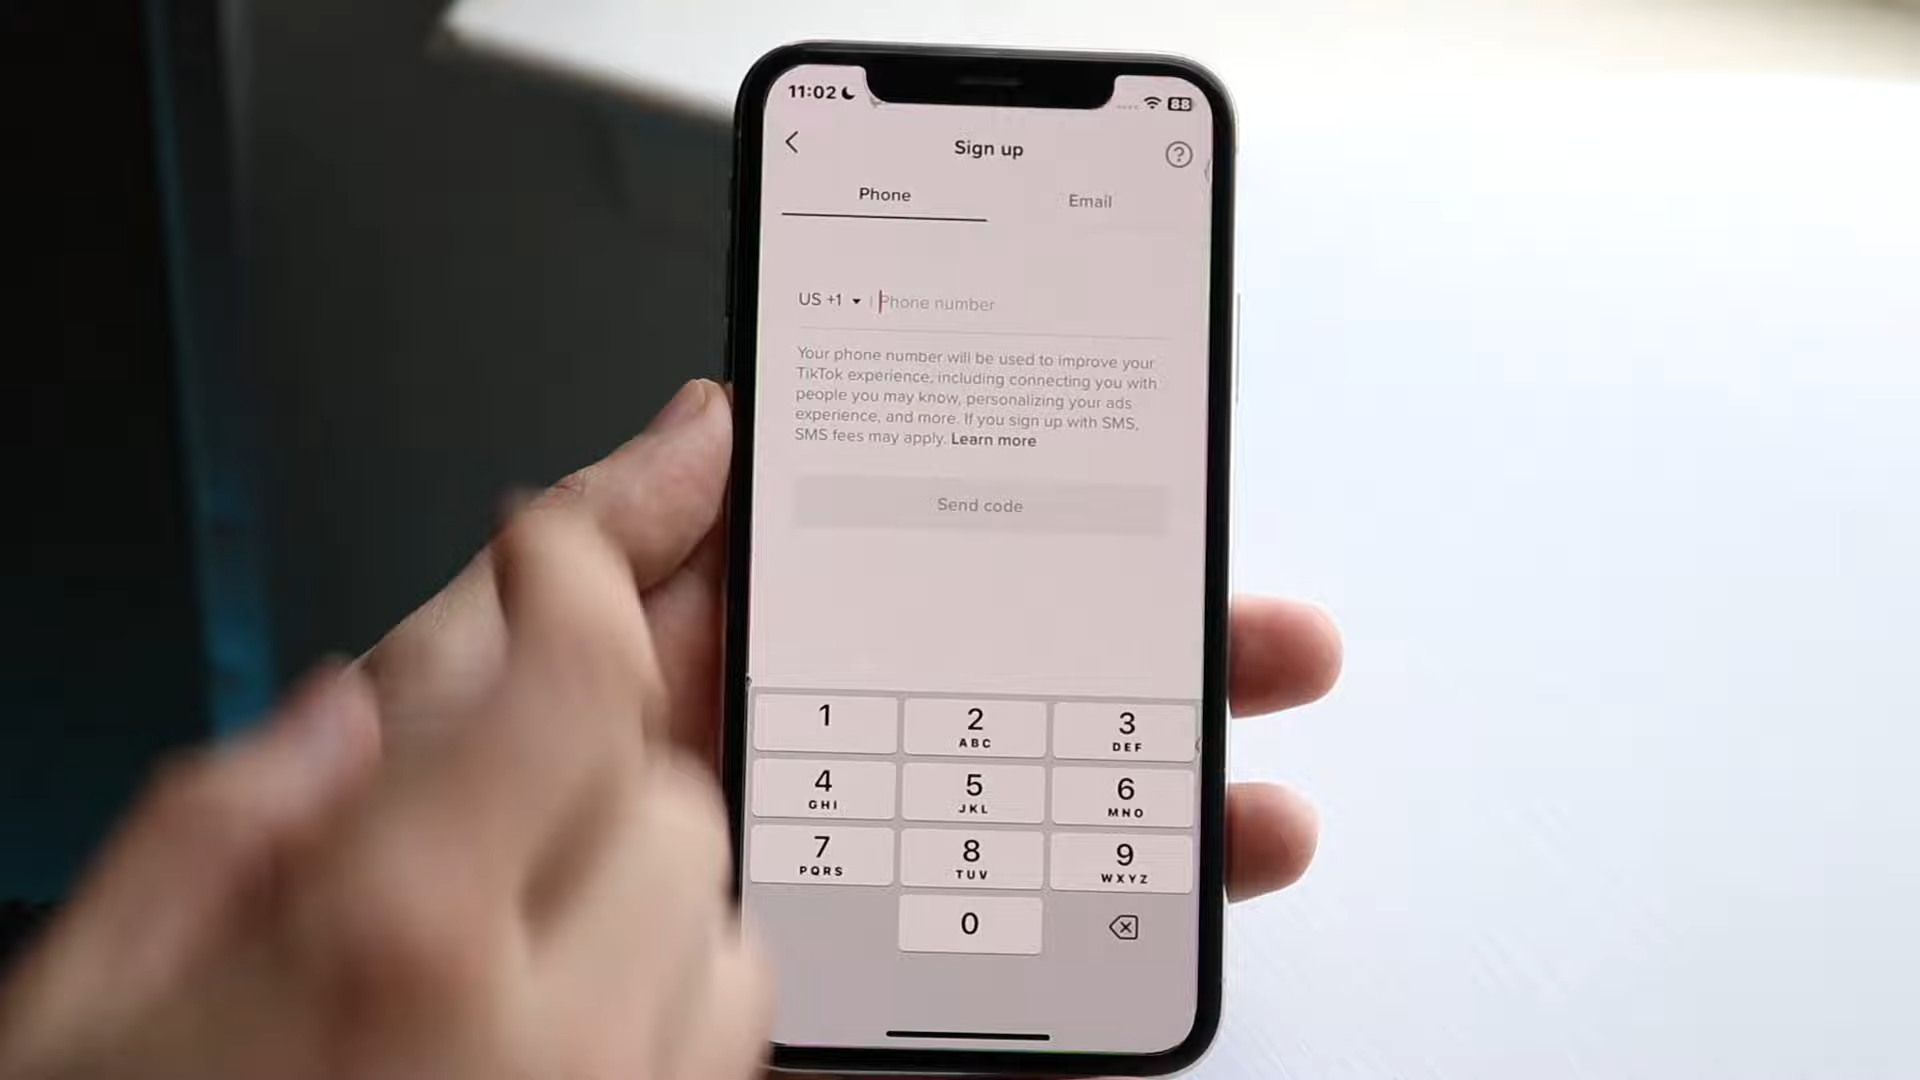 11:02
88
Sign up
?
Phone
Email
US +1
Phone number
Your phone number will be used to improve your
TikTok experience, including connecting you with
people you may know, personalizing your ads
experience, and more. If you sign up with SMS,
SMS fees may apply. Learn more
Send code
1
2
3
ABC
DEF
4
5
6
GHI
JKL
MNO
7
8
9
PQRS
TUV
WXYZ
0